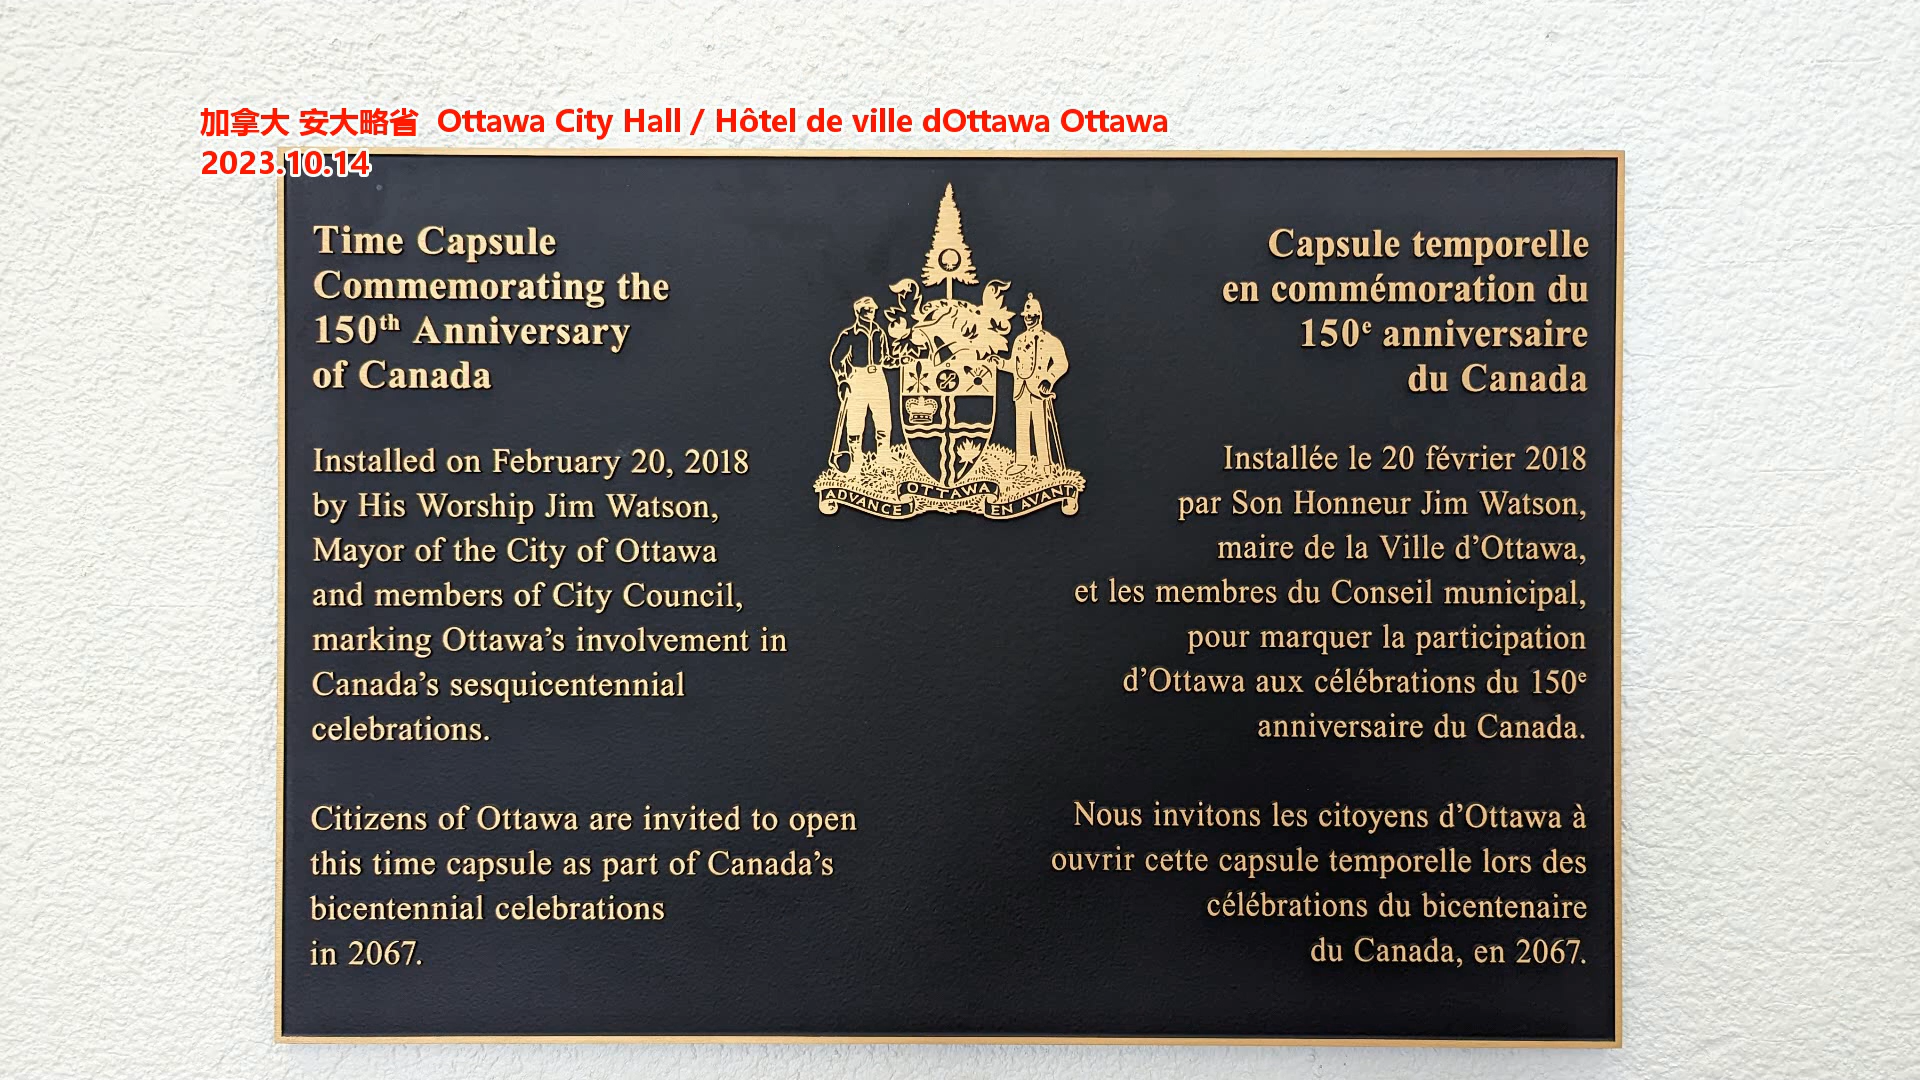 加拿大 安大略省 Ottawa City Hall / Hôtel de ville dOttawa Ottawa
2023.10.14
Time Capsule
Commemorating the
150th Anniversary
of Canada
Installed on February 20, 2018
by His Worship Jim Watson,
Mayor of the City of Ottawa
and members of City Council,
marking Ottawa’s involvement in
Canada’s sesquicentennial
celebrations.
Citizens of Ottawa are invited to open
this time capsule as part of Canada’s
bicentennial celebrations
in 2067.
ADVANCE OTTAWA EN AVANT
Capsule temporelle
en commémoration du
150e anniversaire
du Canada
Installée le 20 février 2018
par Son Honneur Jim Watson,
maire de la Ville d’Ottawa,
et les membres du Conseil municipal,
pour marquer la participation
d’Ottawa aux célébrations du 150e
anniversaire du Canada.
Nous invitons les citoyens d’Ottawa à
ouvrir cette capsule temporelle lors des
célébrations du bicentenaire
du Canada, en 2067.